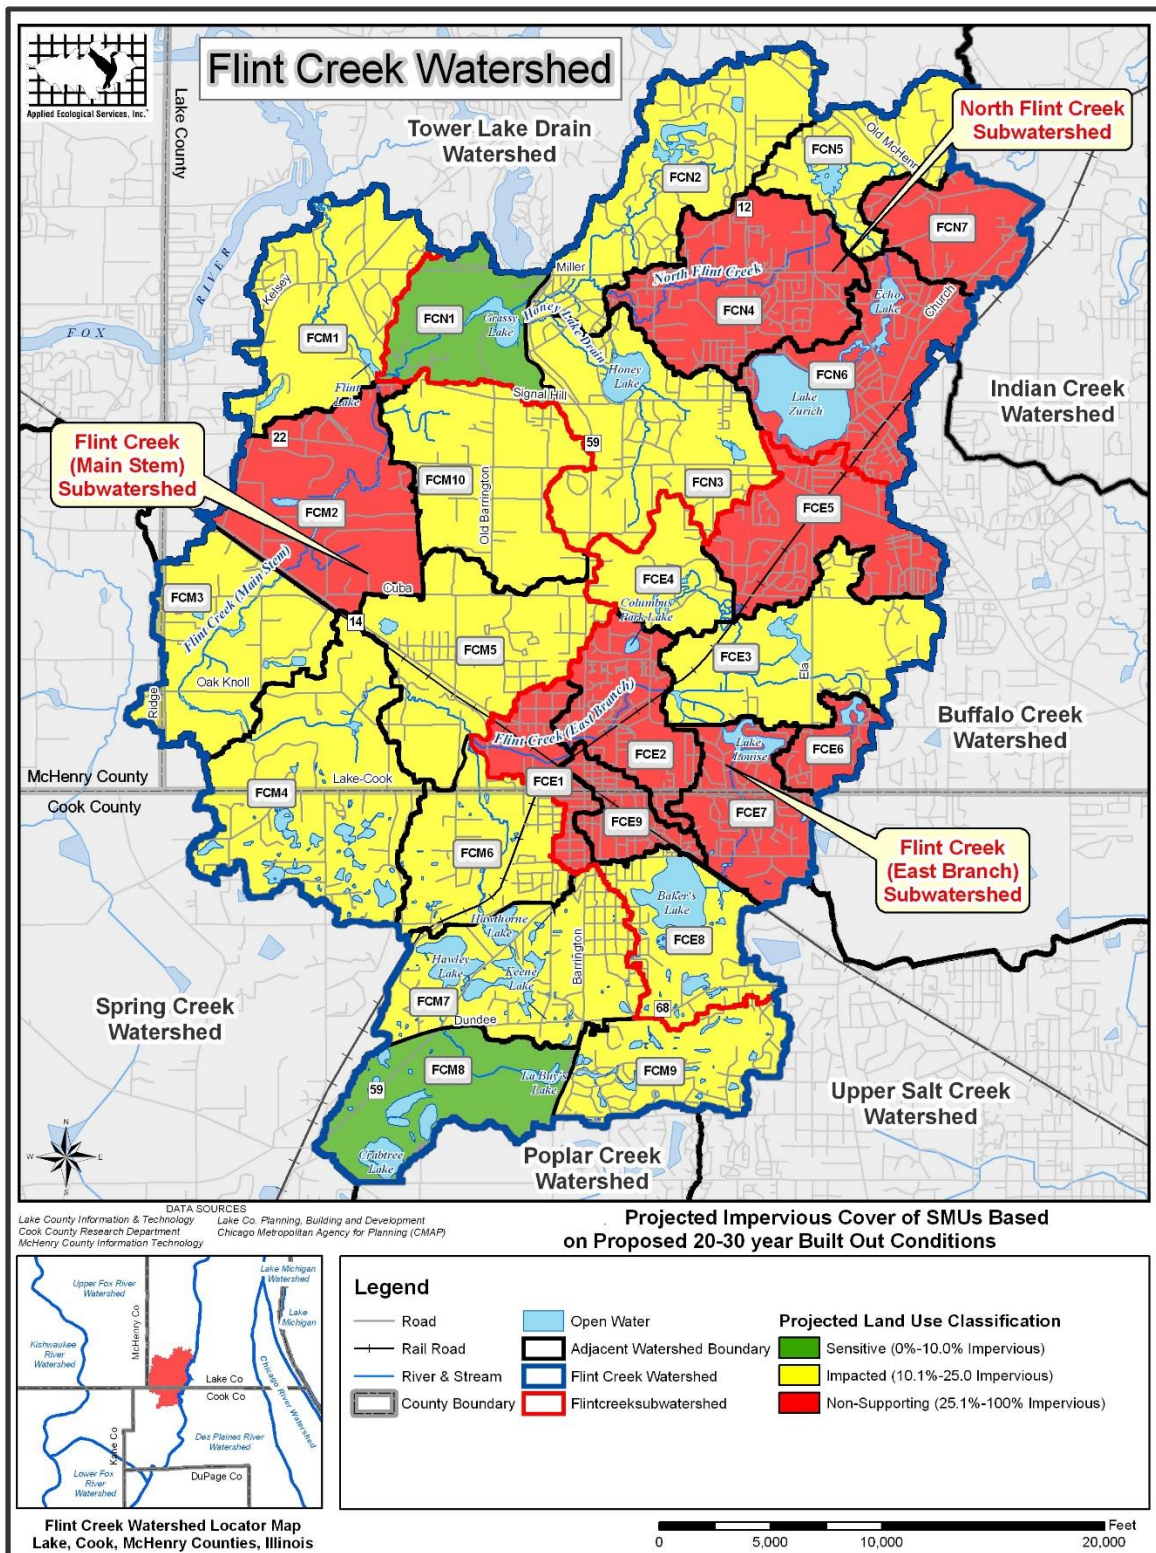 Applied Ecological Services, Inc.™
Flint Creek Watershed
Lake County
Tower Lake Drain
Watershed
North Flint Creek
Subwatershed
Old McHenry
FCN5
FCN2
12
FCN7
Miller
North Flint Creek
RIVER
FOX
Kelsey
FCN1
Grassy
Lake
Honey Lake Drain
FCN4
Echo
Lake
Church
FCM1
Honey
Lake
FCN6
Lake
Zurich
Indian Creek
Watershed
Flint
Lake
Signal Hill
22
59
Flint Creek
(Main Stem)
Subwatershed
FCM10
Old Barrington
FCN3
FCM2
FCE5
Flint Creek (Main Stem)
FCM3
Cuba
FCE4
Columbus
Park Lake
14
FCM5
FCE3
Ela
Oak Knoll
Ridge
Flint Creek (East Branch)
Buffalo Creek
Watershed
FCE2
Lake
Louise
FCE6
McHenry County
Cook County
Lake-Cook
FCM4
FCE1
FCE7
FCE9
FCM6
Flint Creek
(East Branch)
Subwatershed
Baker's
Lake
Hawthorne
Lake
Barrington
FCE8
Hawley
Lake
Keene
Lake
FCM7
Dundee
68
Spring Creek
Watershed
FCM8
La Buy's
Lake
FCM9
59
Upper Salt Creek
Watershed
Crabtree
Lake
Poplar Creek
Watershed
N
W
E
S
DATA SOURCES
Lake County Information & Technology
Cook County Research Department
McHenry County Information Technology
Lake Co. Planning, Building and Development
Chicago Metropolitan Agency for Planning (CMAP)
Projected Impervious Cover of SMUs Based
on Proposed 20-30 year Built Out Conditions
Upper Fox River
Watershed
McHenry Co
Lake Michigan
Watershed
Lake
Michigan
Kishwaukee
River
Watershed
Lake Co
Cook Co
Chicago River Watershed
Kane Co
Des Plaines River
Watershed
Lower Fox
River
Watershed
DuPage Co
Flint Creek Watershed Locator Map
Lake, Cook, McHenry Counties, Illinois
Legend
Road
Rail Road
River & Stream
County Boundary
Open Water
Adjacent Watershed Boundary
Flint Creek Watershed
Flintcreeksubwatershed
Projected Land Use Classification
Sensitive (0%-10.0% Impervious)
Impacted (10.1%-25.0 Impervious)
Non-Supporting (25.1%-100% Impervious)
Feet
0
5,000
10,000
20,000